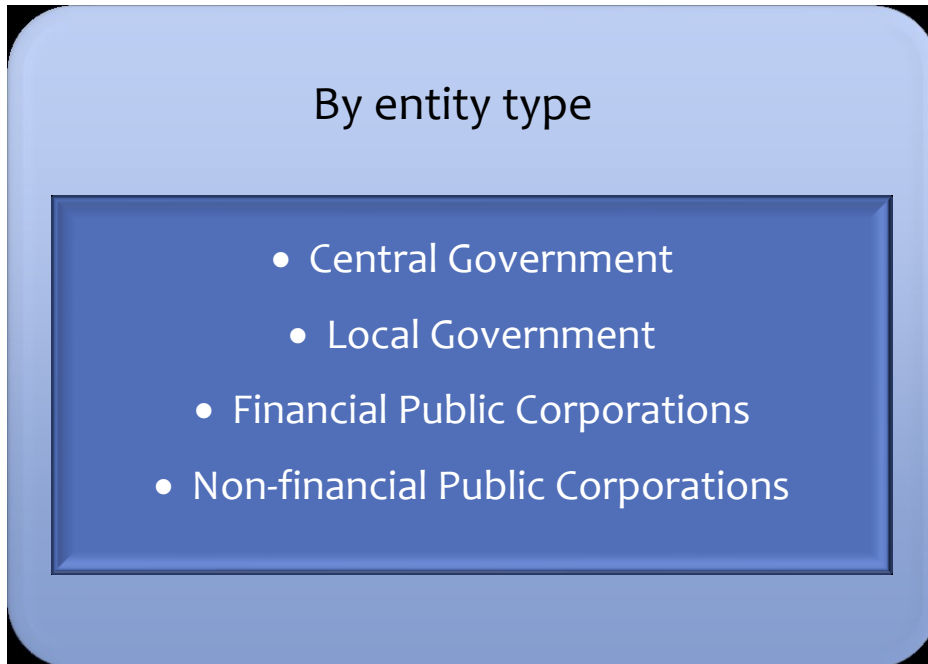 By entity type
• Central Government
• Local Government
• Financial Public Corporations
• Non-financial Public Corporations